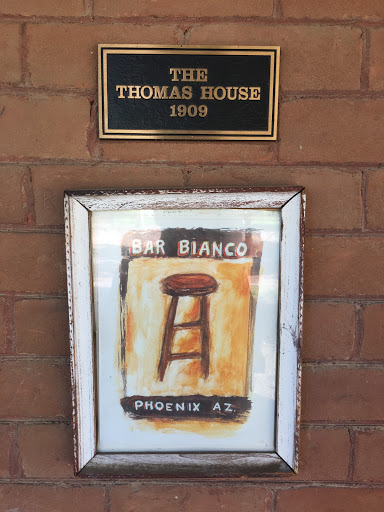 THE
THOMAS HOUSE
1909
BAR BIANCO
PHOENIX AZ.